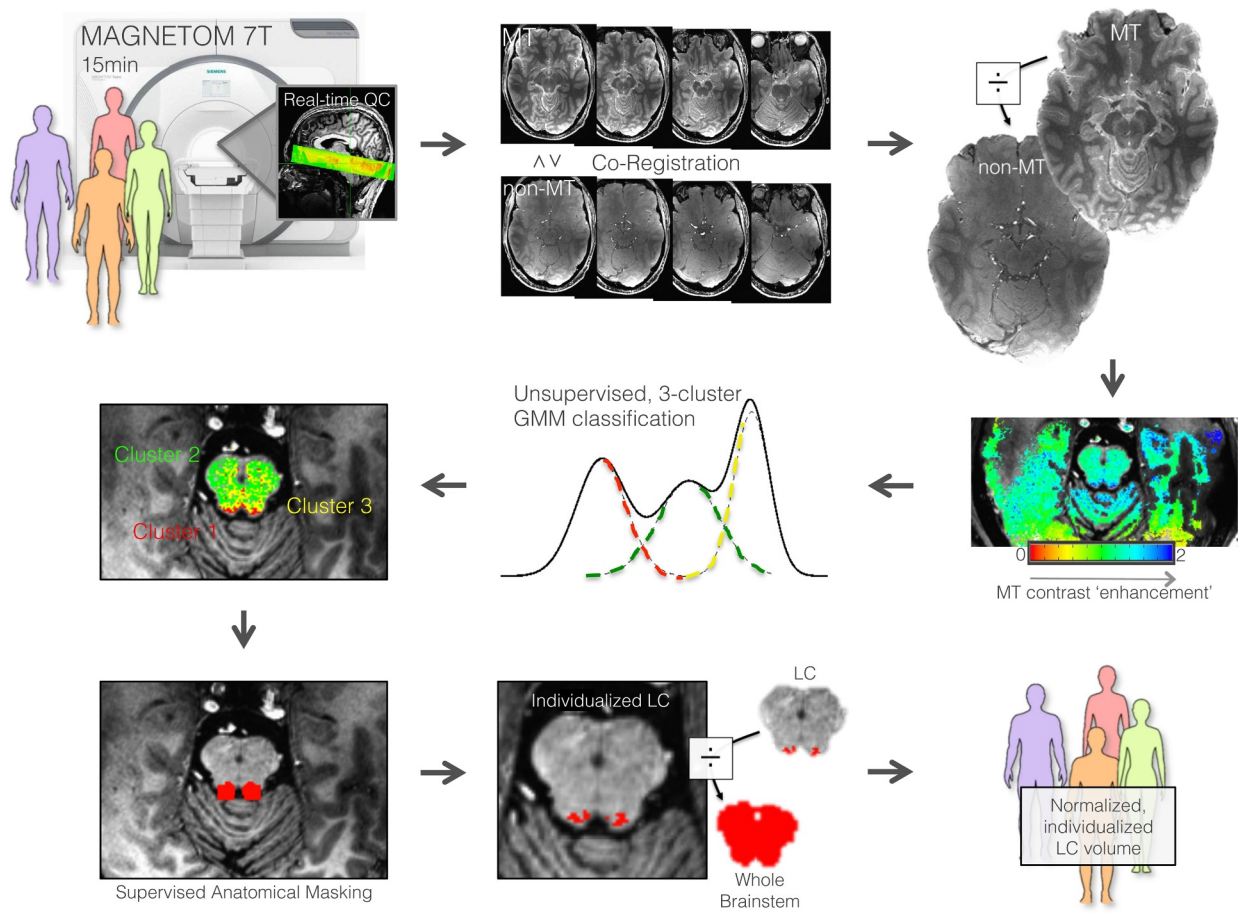 MAGNETOM 7T
15min
SIEMENS
Real-time QC
MT
∧ ∨ Co-Registration
non-MT
MT
÷
non-MT
Unsupervised, 3-cluster
GMM classification
Cluster 2
Cluster 3
Cluster 1
0
2
MT contrast ‘enhancement’
Supervised Anatomical Masking
Individualized LC
LC
÷
Whole
Brainstem
Normalized,
individualized
LC volume